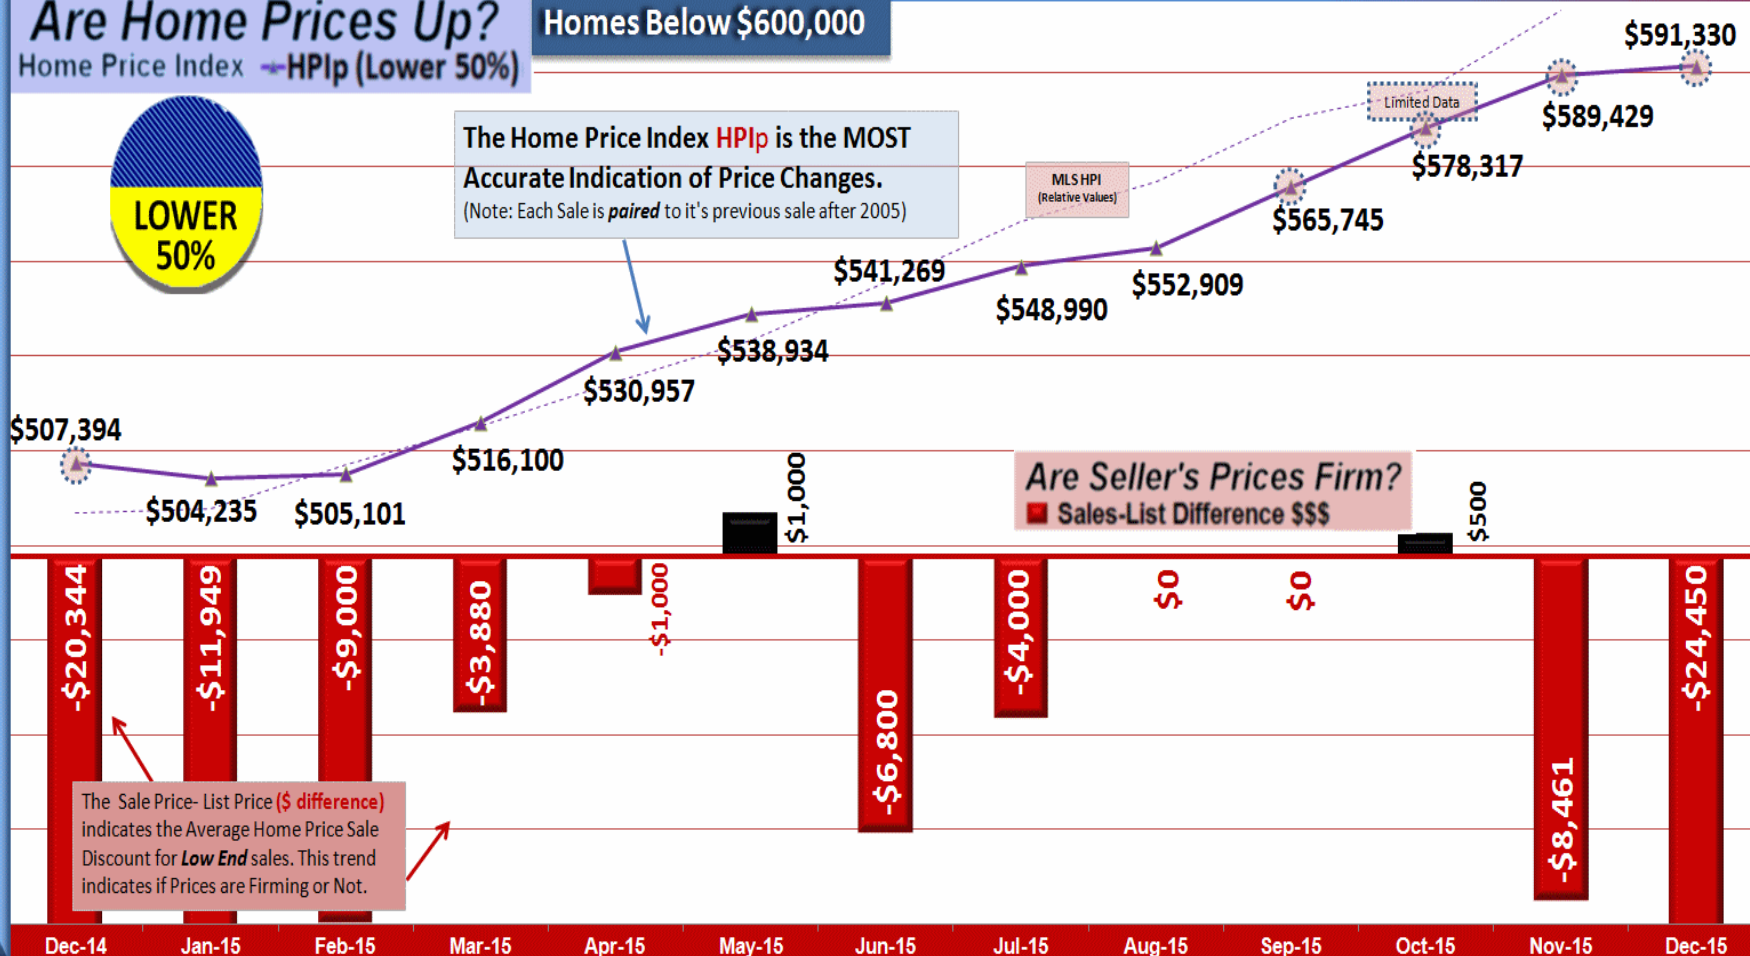 Are Home Prices Up?
Home Price Index HPIp (Lower 50%)
Homes Below $600,000
LOWER
50%
The Home Price Index HPIp is the MOST
Accurate Indication of Price Changes.
(Note: Each Sale is paired to it's previous sale after 2005)
MLS HPI
(Relative Values)
Limited Data
$507,394
$504,235
$505,101
$516,100
$530,957
$538,934
$541,269
$548,990
$552,909
$565,745
$578,317
$589,429
$591,330
Are Seller's Prices Firm?
Sales-List Difference $$$
-$20,344
-$11,949
-$9,000
-$3,880
-$1,000
$1,000
-$6,800
-$4,000
$0
$0
$500
-$8,461
-$24,450
The Sale Price- List Price ($ difference)
indicates the Average Home Price Sale
Discount for Low End sales. This trend
indicates if Prices are Firming or Not.
Dec-14 Jan-15 Feb-15 Mar-15 Apr-15 May-15 Jun-15 Jul-15 Aug-15 Sep-15 Oct-15 Nov-15 Dec-15